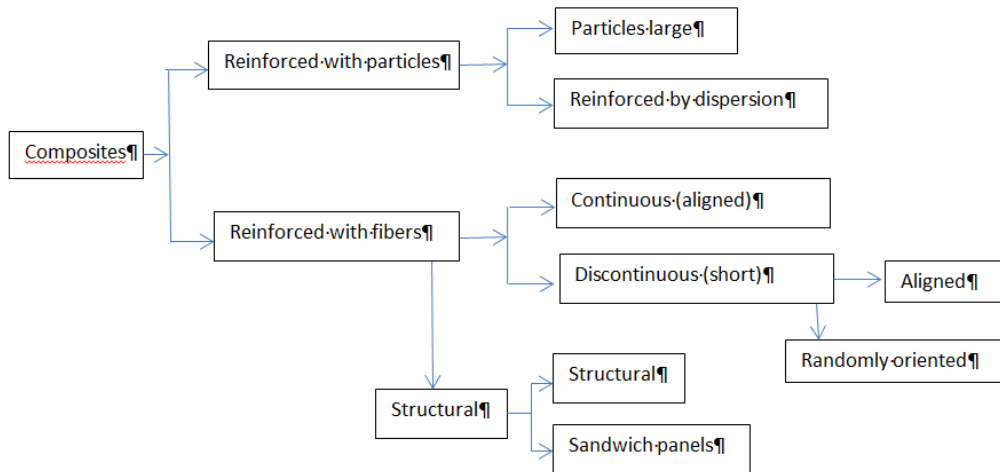 Particles·large¶
Reinforced·with·particles¶
Reinforced·by·dispersion¶
Composites¶
Continuous·(aligned)¶
Reinforced·with·fibers¶
Discontinuous·(short)¶
Aligned¶
Randomly·oriented¶
Structural¶
Structural¶
Sandwich·panels¶